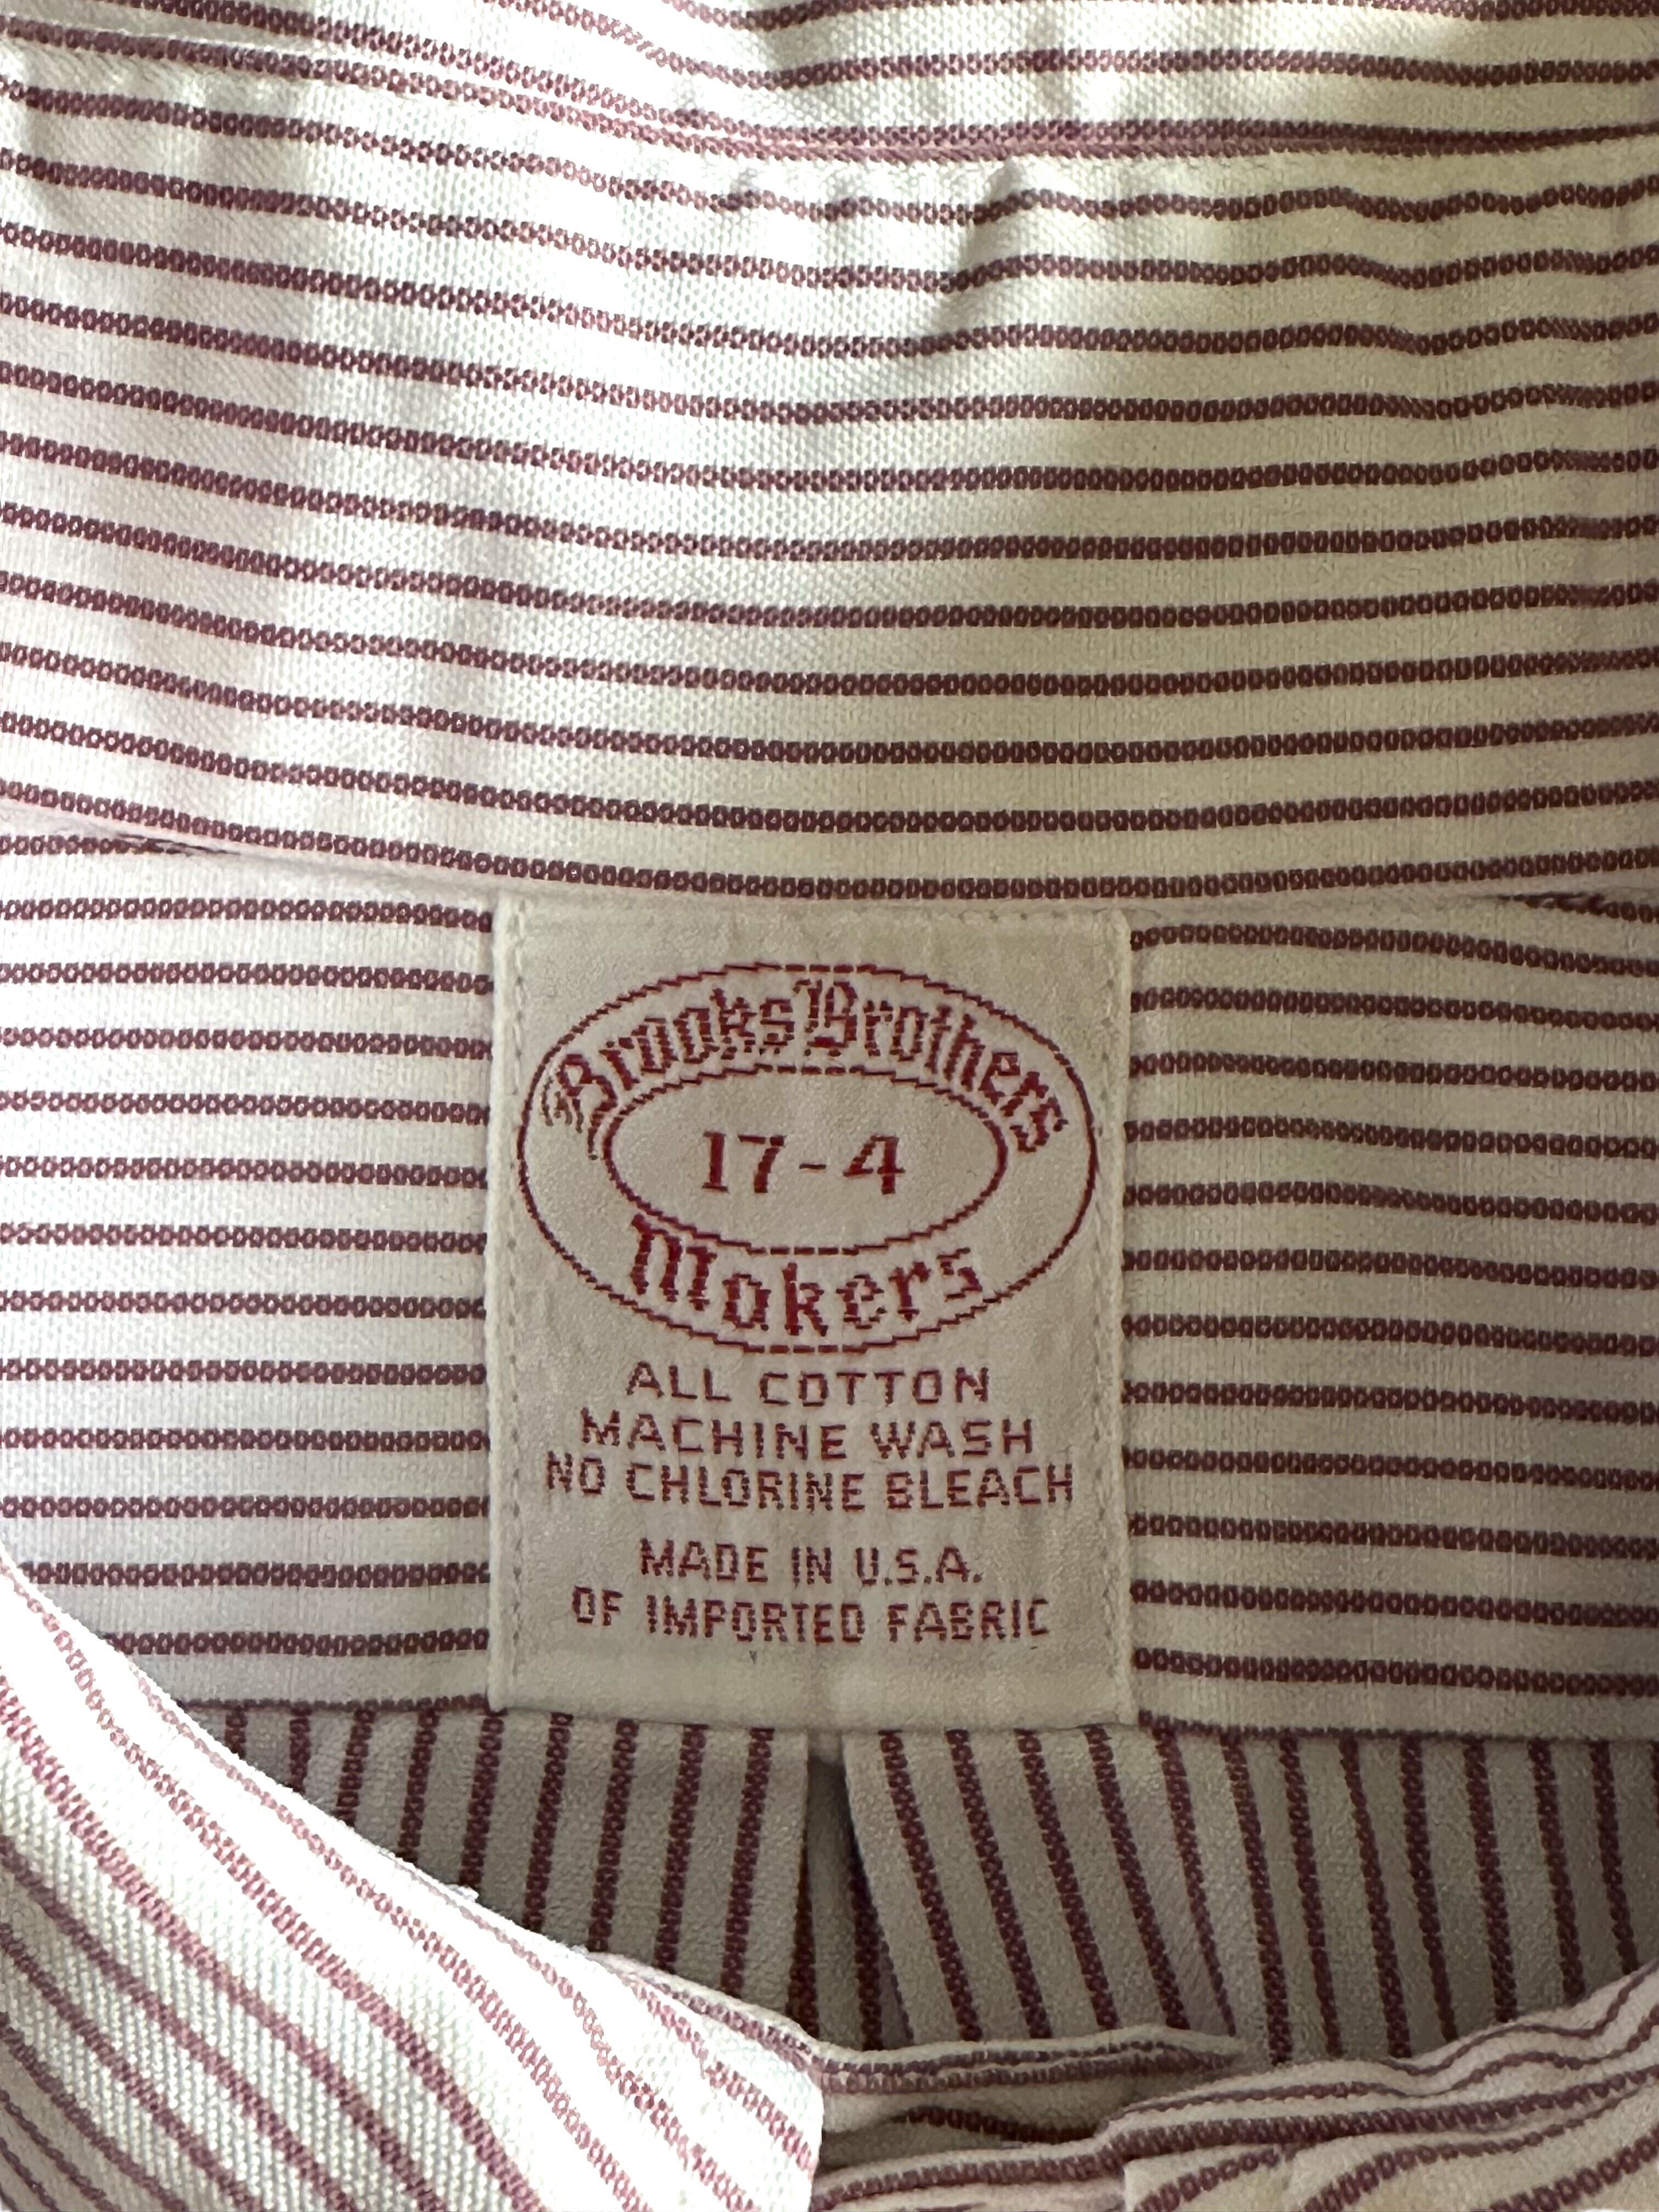 Brooks Brothers
17-4
Makers
ALL COTTON
MACHINE WASH
NO CHLORINE BLEACH
MADE IN U.S.A.
OF IMPORTED FABRIC